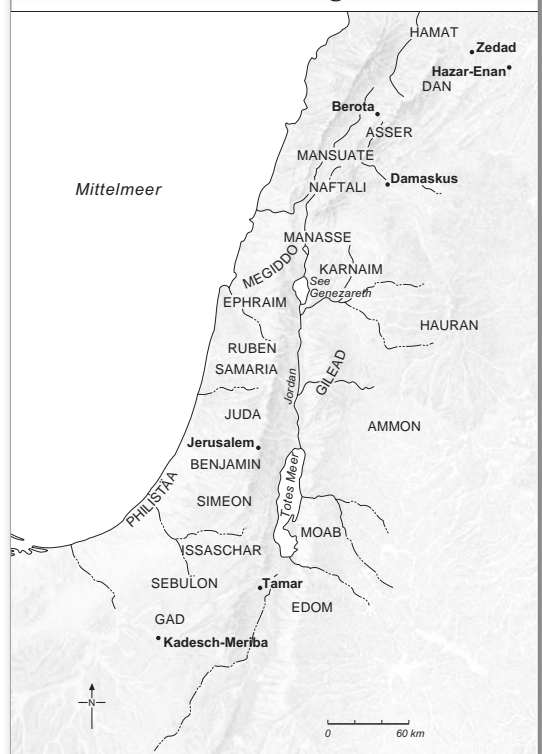 HAMAT
Zedad
Hazar-Enan
DAN
Berota
ASSER
MANSUATE
Damaskus
NAFTALI
Mittelmeer
MANASSE
MEGIDDO
KARNAIM
See
Genezareth
EPHRAIM
HAURAN
RUBEN
SAMARIA
GILEAD
Jordan
JUDA
AMMON
Jerusalem
BENJAMIN
Totes Meer
PHILISTÄA
SIMEON
MOAB
ISSASCHAR
SEBULON
Tamar
EDOM
GAD
Kadesch-Meriba
N
0 60 km